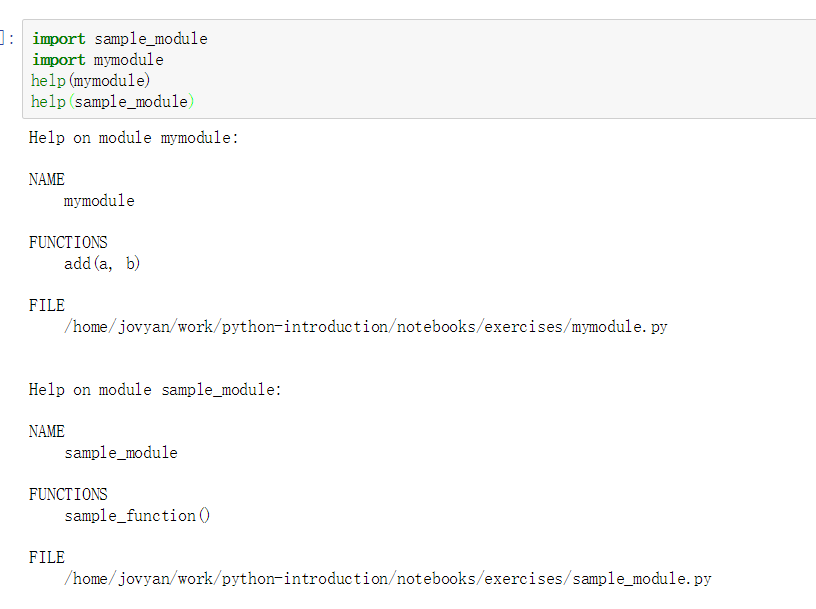 ]:
import sample_module
import mymodule
help(mymodule)
help(sample_module)
Help on module mymodule:
NAME
mymodule
FUNCTIONS
add(a, b)
FILE
/home/jovyan/work/python-introduction/notebooks/exercises/mymodule.py
Help on module sample_module:
NAME
sample_module
FUNCTIONS
sample_function()
FILE
/home/jovyan/work/python-introduction/notebooks/exercises/sample_module.py